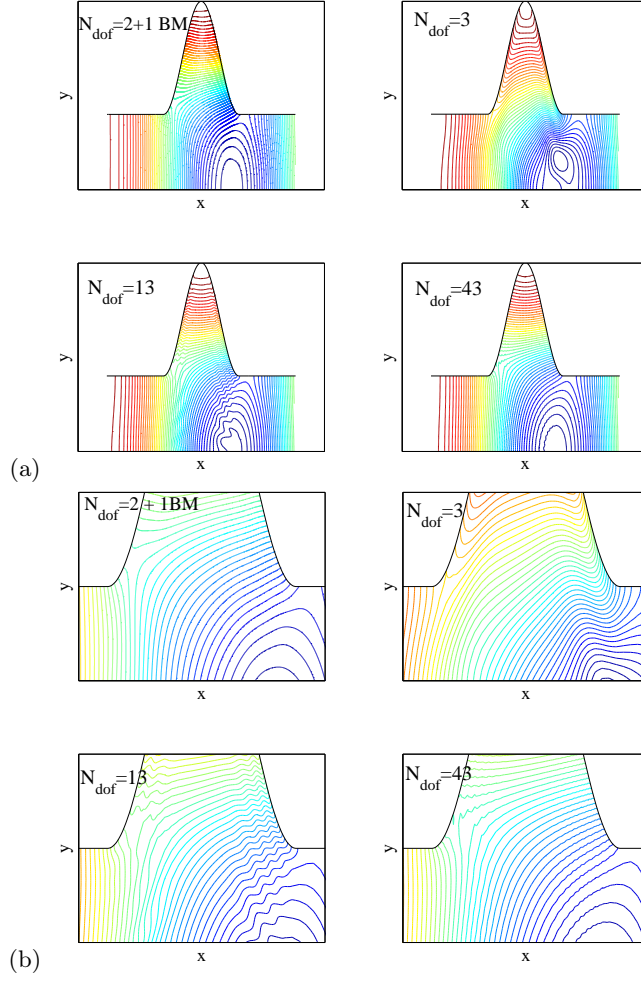 N_dof=2+1 BM
N_dof=3
y
y
x
x
N_dof=13
N_dof=43
y
y
x
x
(a)
N_dof=2 + 1BM
N_dof=3
y
y
x
x
N_dof=13
N_dof=43
y
y
x
x
(b)